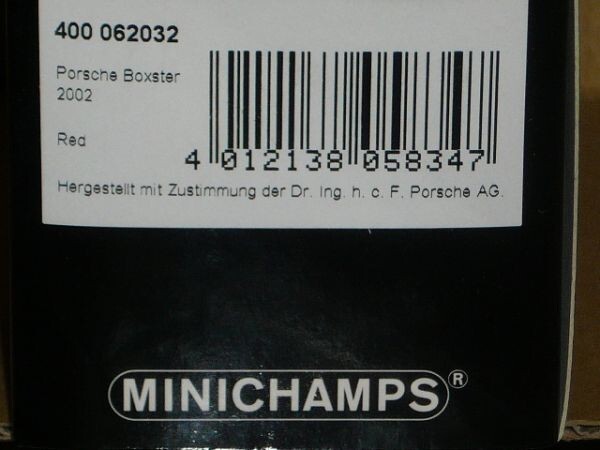 400 062032
Porsche Boxster
2002
Red
4 012138 058347
Hergestellt mit Zustimmung der Dr. Ing. h. c. F. Porsche AG.
MINICHAMPS®